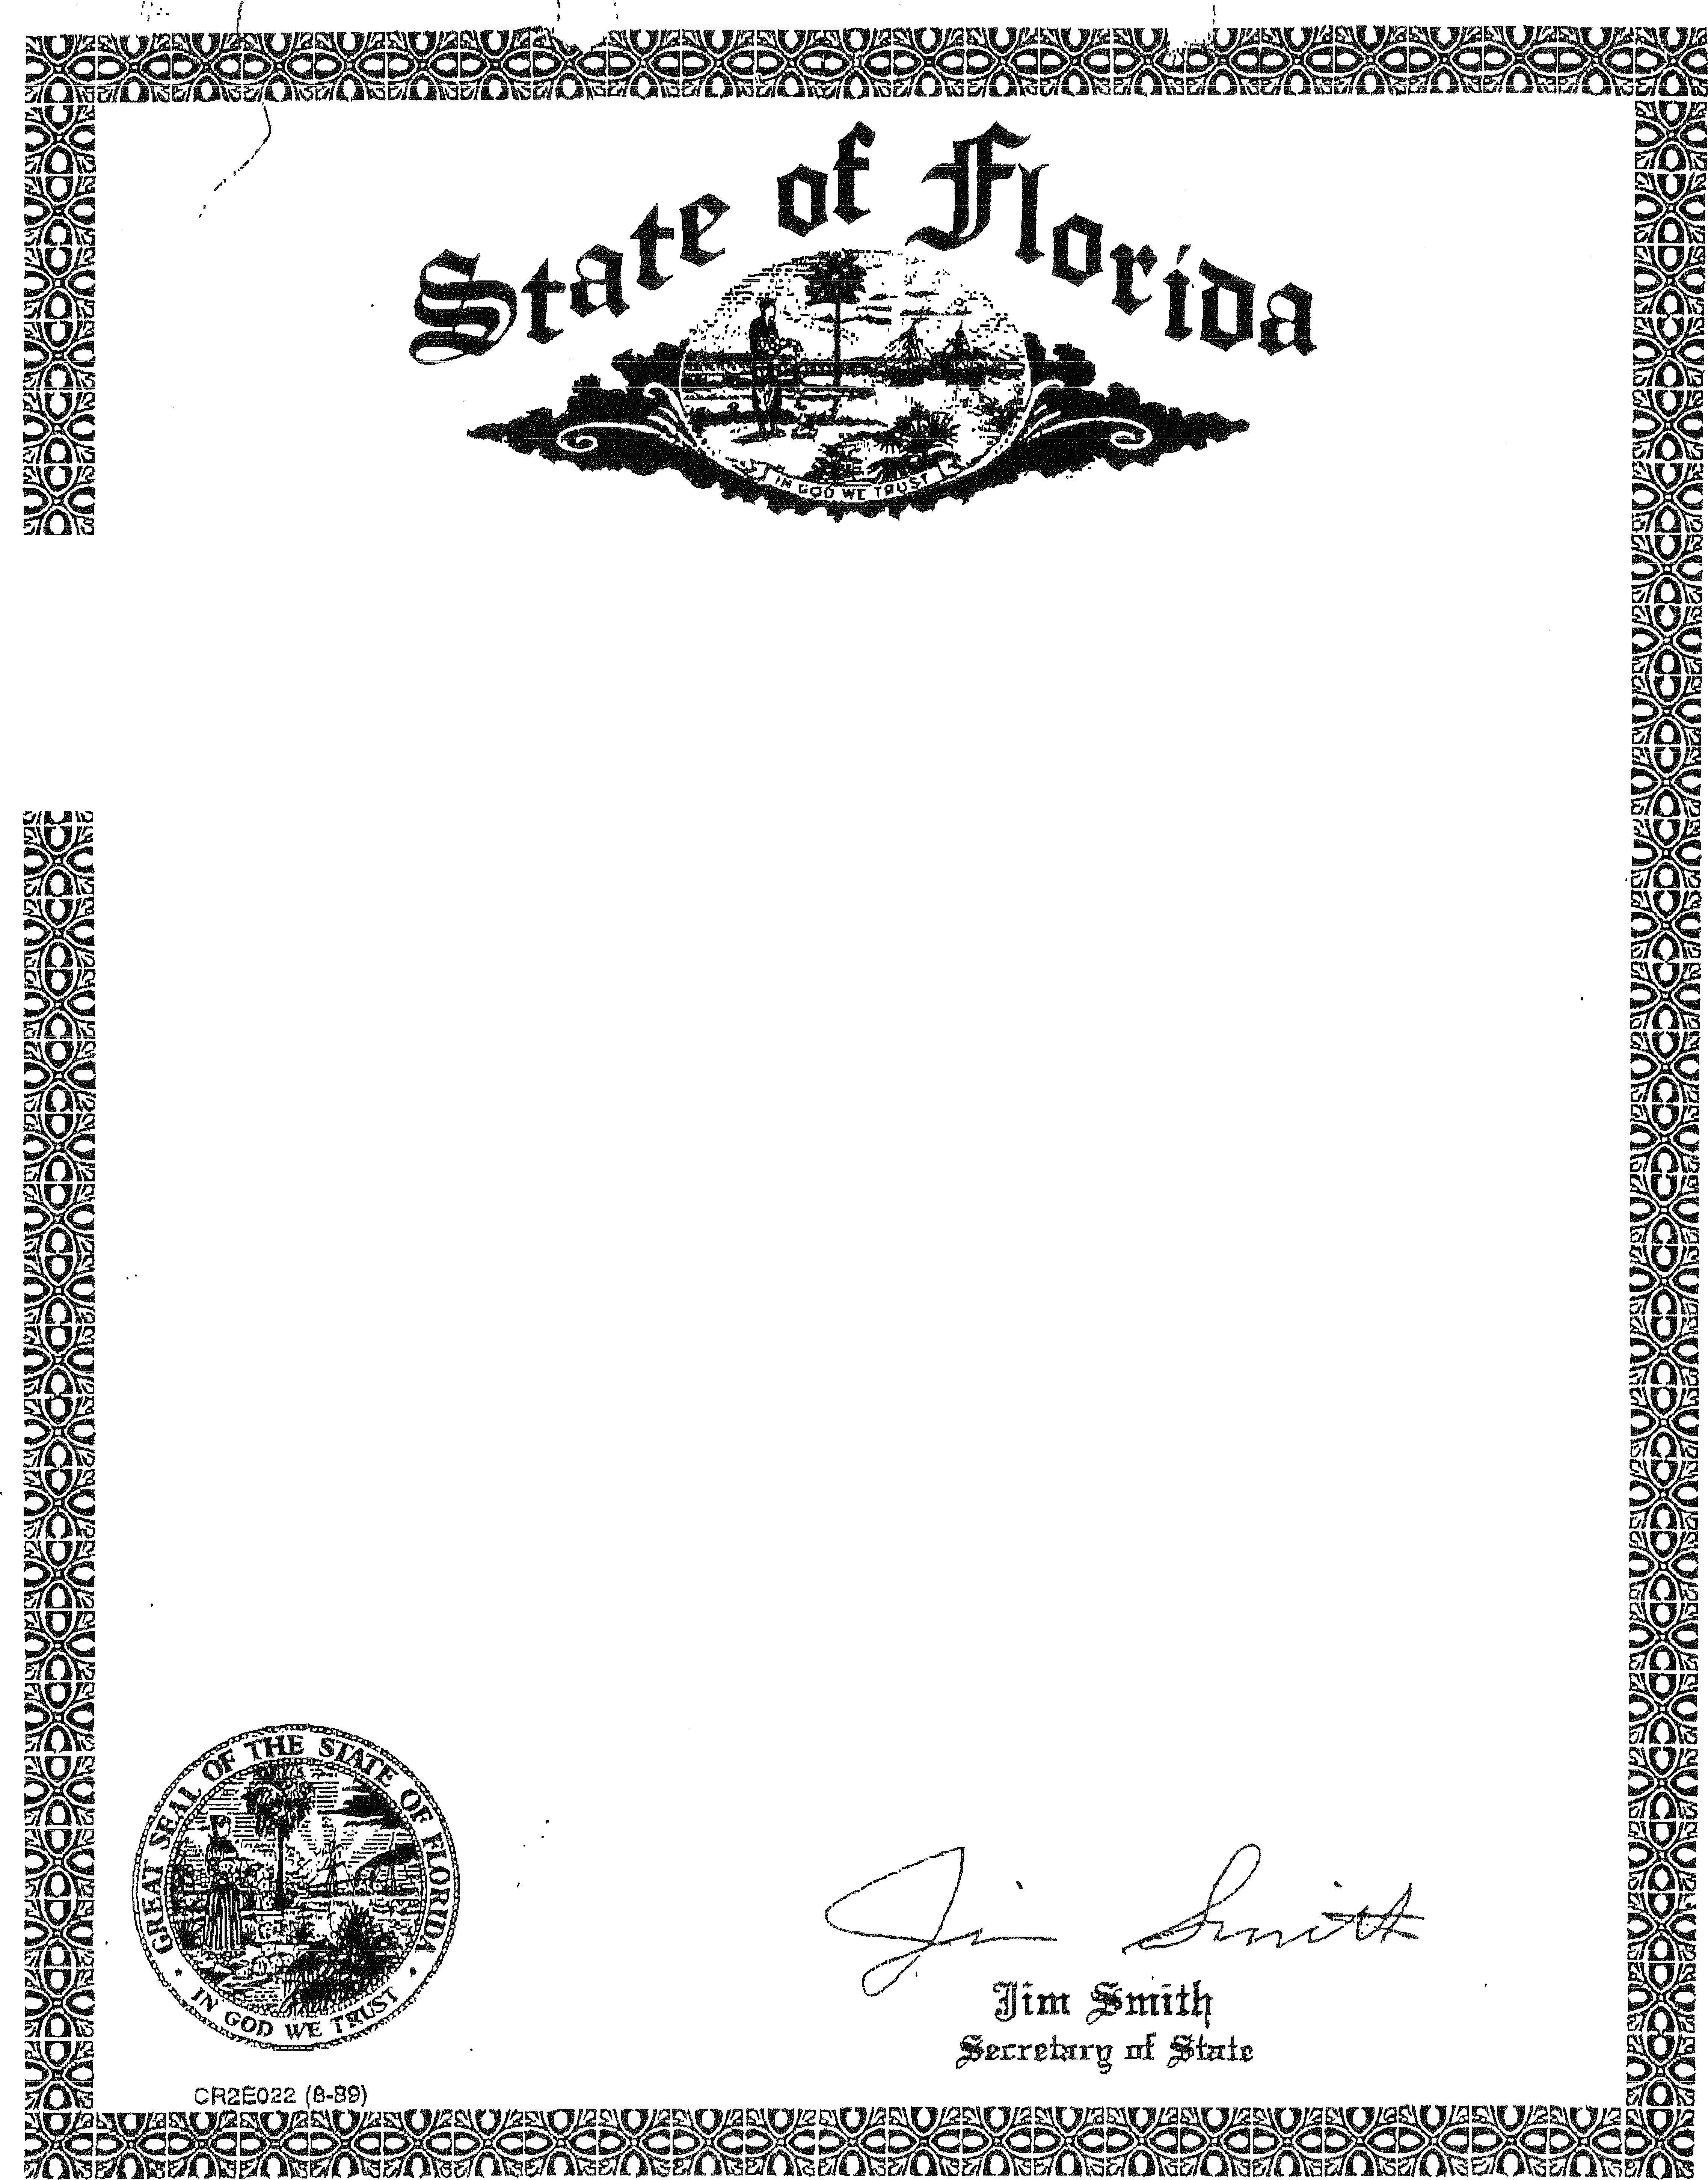 State of Florida
IN GOD WE TRUST
GREAT SEAL OF THE STATE OF FLORIDA
IN GOD WE TRUST
Jim Smith
Jim Smith
Secretary of State
CR2E022 (8-89)